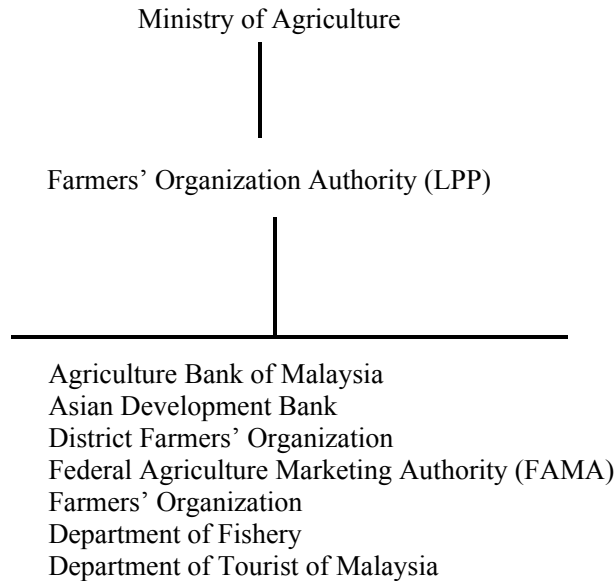 Ministry of Agriculture
Farmers’ Organization Authority (LPP)
Agriculture Bank of Malaysia
Asian Development Bank
District Farmers’ Organization
Federal Agriculture Marketing Authority (FAMA)
Farmers’ Organization
Department of Fishery
Department of Tourist of Malaysia